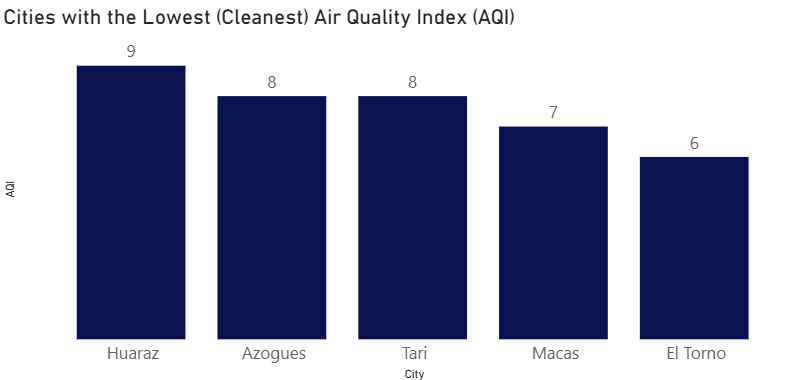 Cities with the Lowest (Cleanest) Air Quality Index (AQI)
9
8
8
7
6
AQI
Huaraz
Azogues
Tari
Macas
El Torno
City